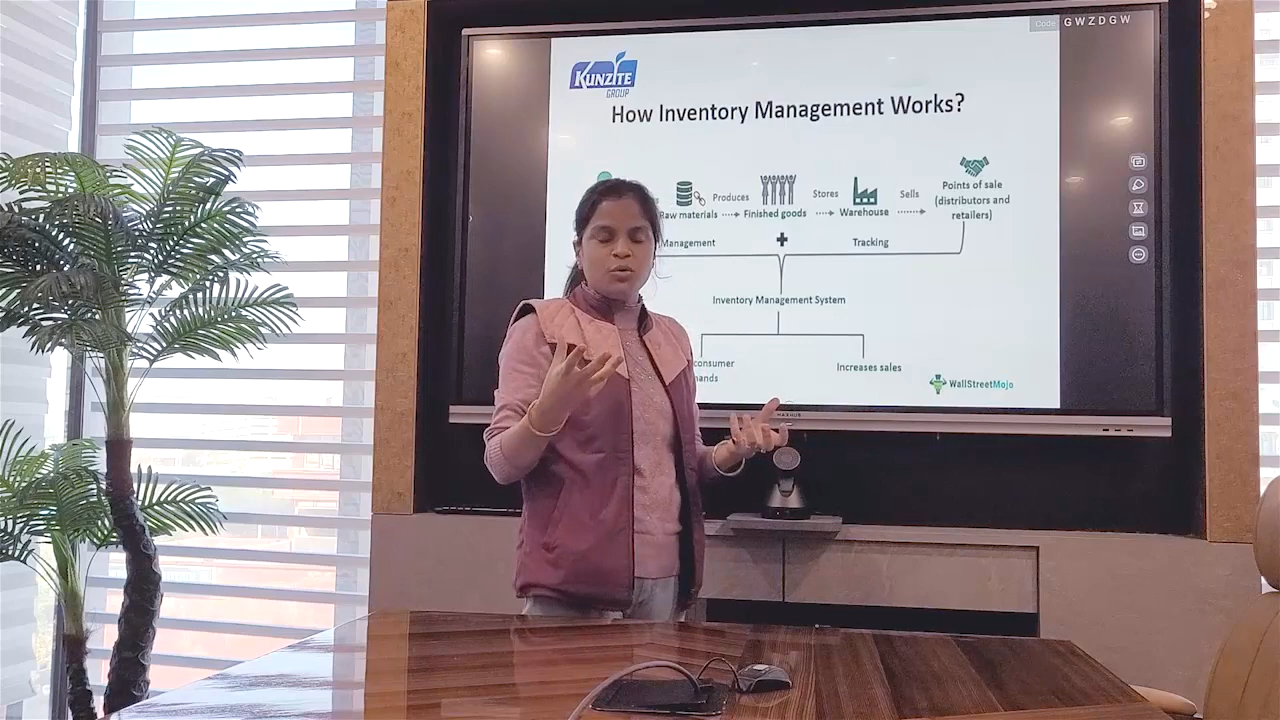 Code GWZDGW
KUNZITE
GROUP
How Inventory Management Works?
Produces Stores Sells
Raw materials Finished goods Warehouse
Points of sale
(distributors and
retailers)
Management + Tracking
Inventory Management System
consumer
Increases sales
WallStreetMojo
MAXHUB